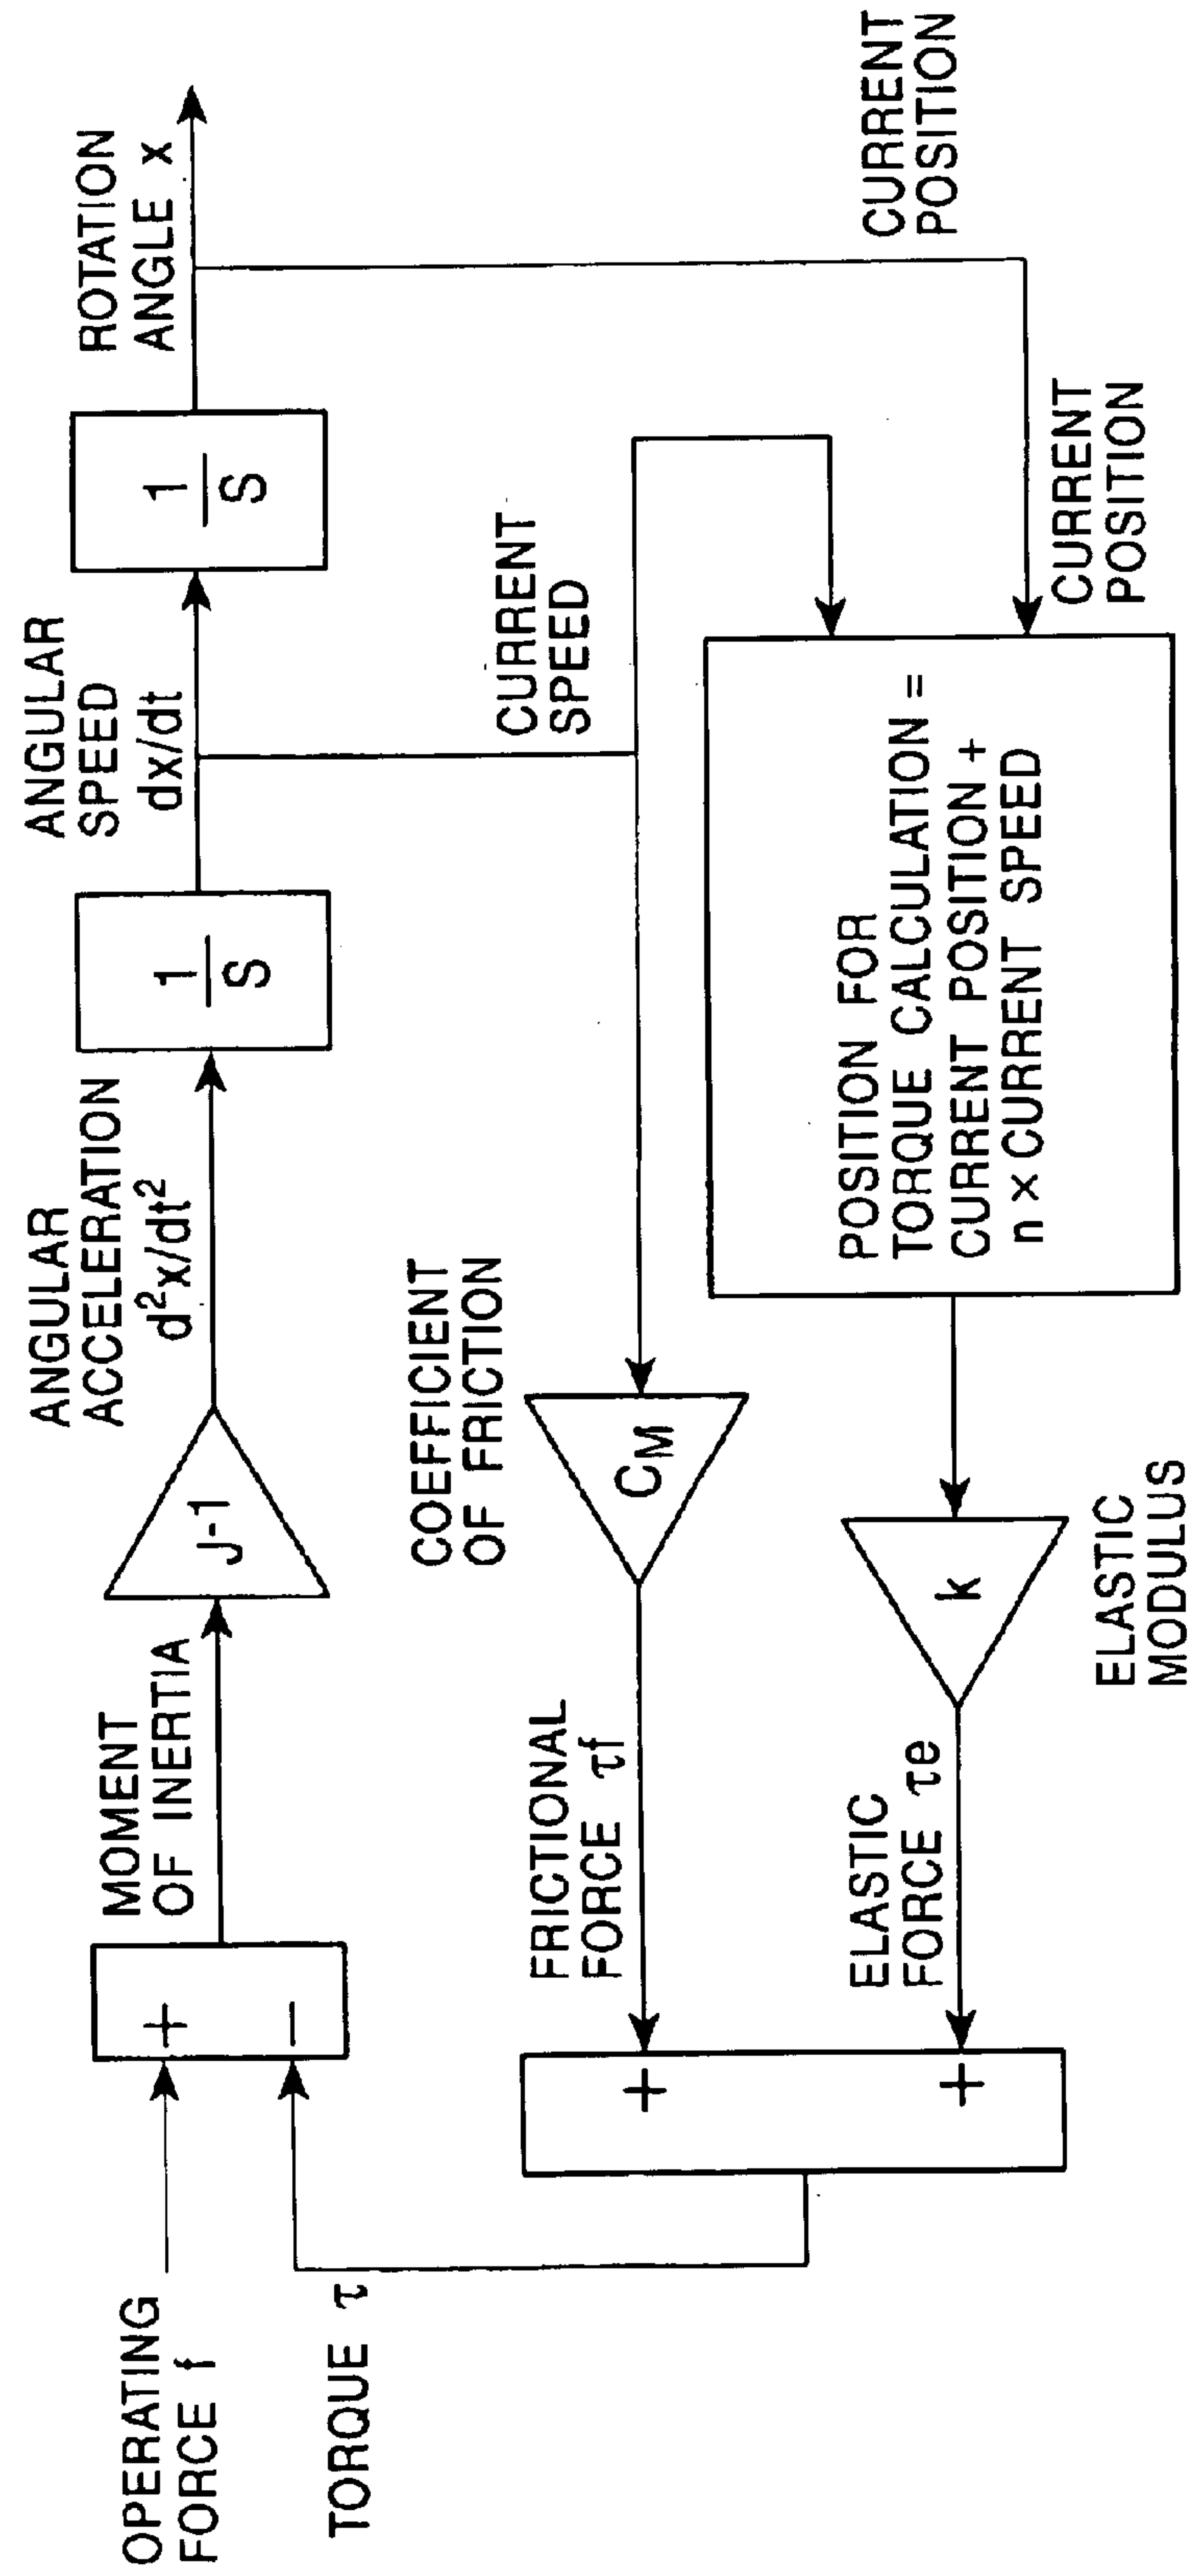 OPERATING
FORCE f
TORQUE τ
+
−
MOMENT
OF INERTIA
J-1
ANGULAR
ACCELERATION
d²x/dt²
1
S
ANGULAR
SPEED
dx/dt
1
S
ROTATION
ANGLE x
CURRENT
SPEED
COEFFICIENT
OF FRICTION
CM
FRICTIONAL
FORCE τf
+
+
ELASTIC
FORCE τe
k
ELASTIC
MODULUS
POSITION FOR
TORQUE CALCULATION =
CURRENT POSITION +
n × CURRENT SPEED
CURRENT
POSITION
CURRENT
POSITION